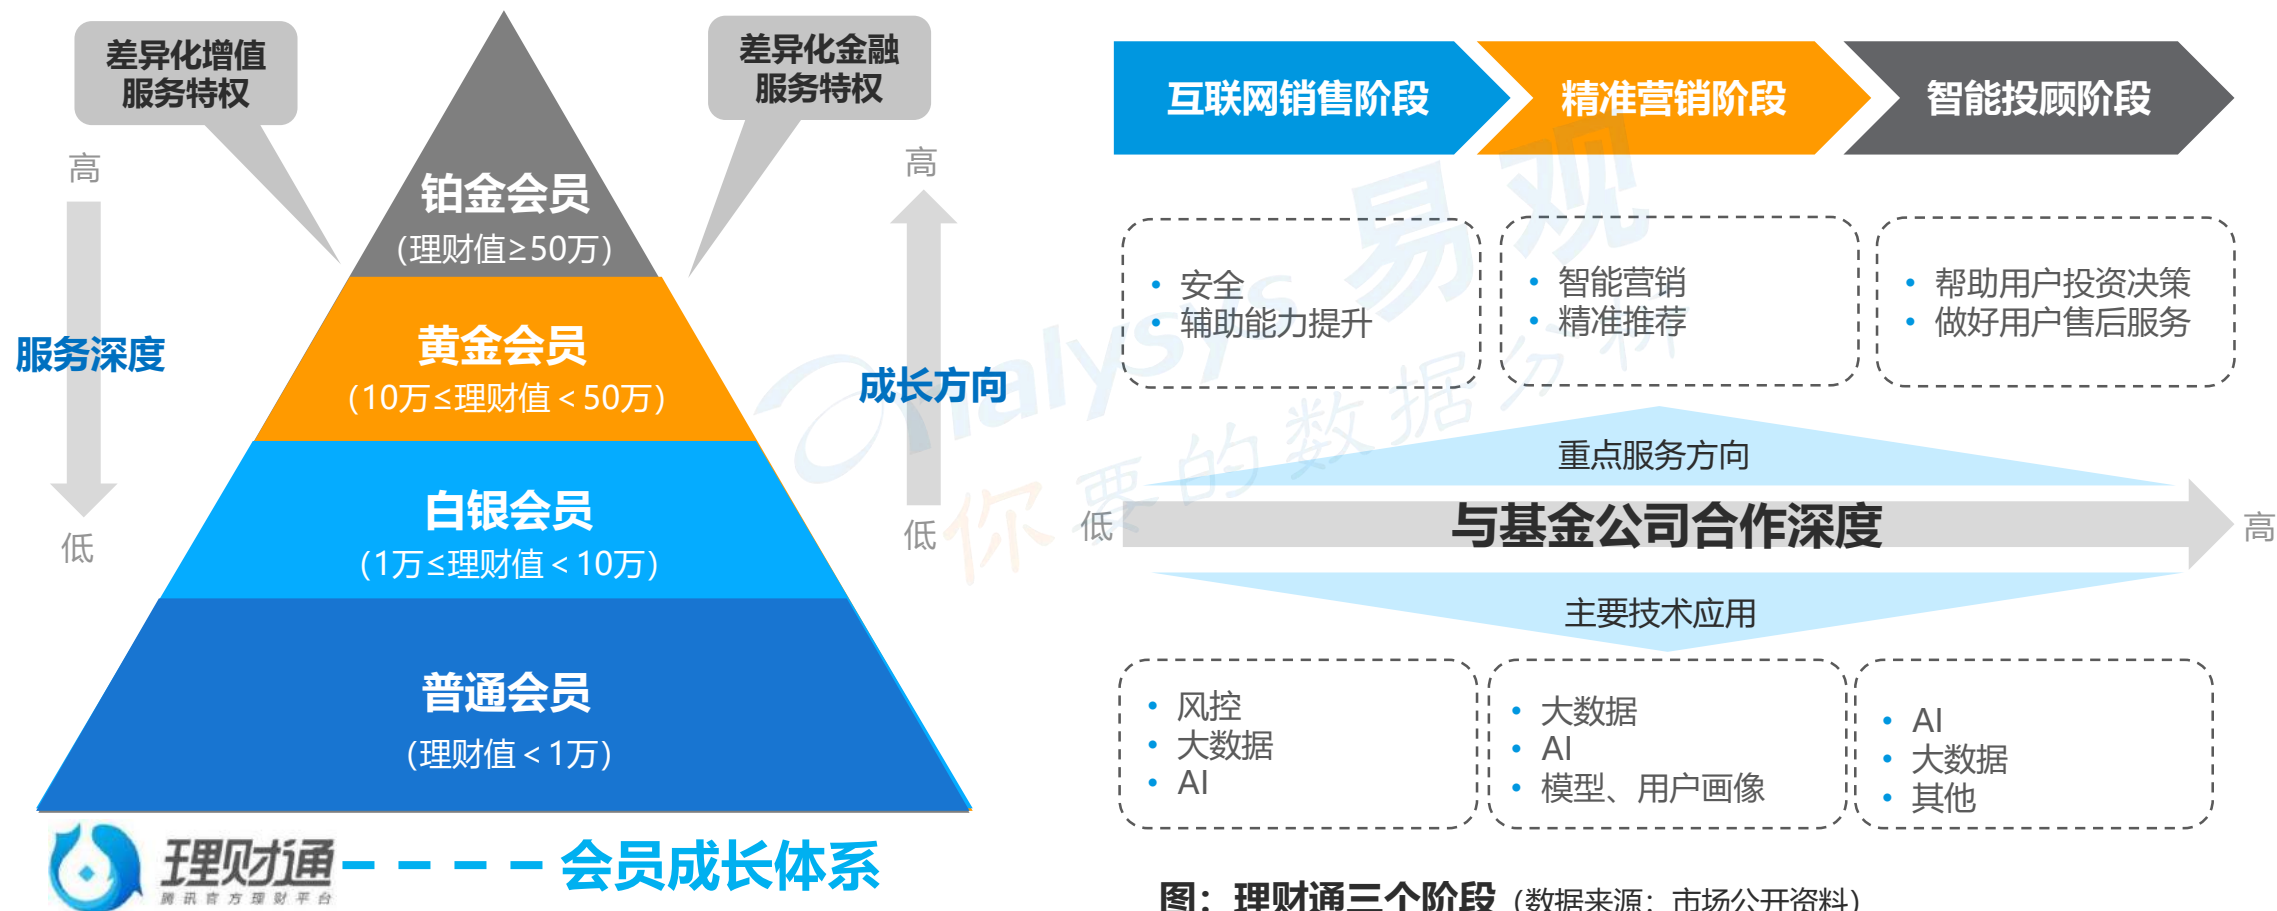 差异化增值
服务特权
差异化金融
服务特权
高
服务深度
低
高
成长方向
低
铂金会员
（理财值≥50万）
黄金会员
（10万≤理财值＜50万）
白银会员
（1万≤理财值＜10万）
普通会员
（理财值＜1万）
理财通
腾讯官方理财平台
会员成长体系
互联网销售阶段
精准营销阶段
智能投顾阶段
• 安全
• 辅助能力提升
• 智能营销
• 精准推荐
• 帮助用户投资决策
• 做好用户售后服务
重点服务方向
低
与基金公司合作深度
高
主要技术应用
• 风控
• 大数据
• AI
• 大数据
• AI
• 模型、用户画像
• AI
• 大数据
• 其他
图：理财通三个阶段（数据来源：市场公开资料）
analysys 易观
你要的数据分析